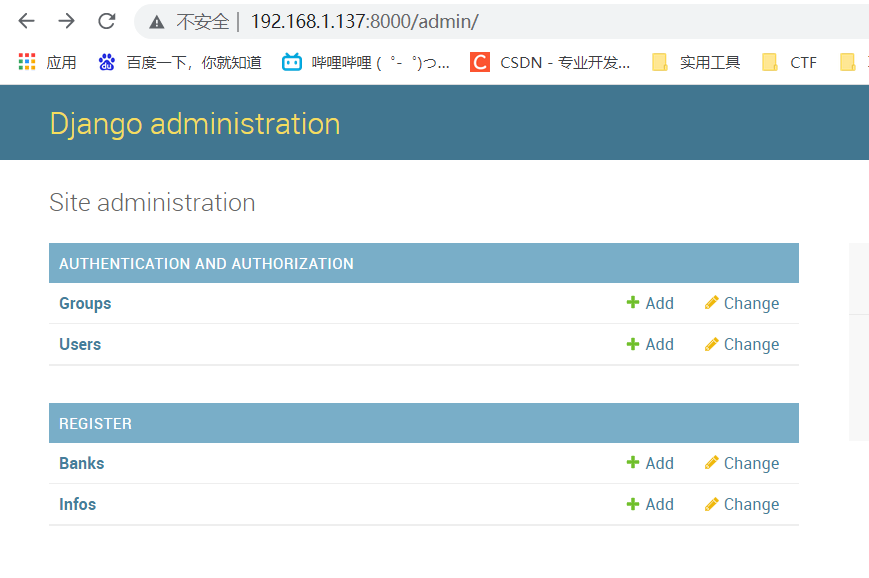 不安全 | 192.168.1.137:8000/admin/
应用 百度一下，你就知道 哔哩哔哩 ( ゜- ゜)つ... CSDN - 专业开发... 实用工具 CTF
Django administration
Site administration
AUTHENTICATION AND AUTHORIZATION
Groups Add Change
Users Add Change
REGISTER
Banks Add Change
Infos Add Change